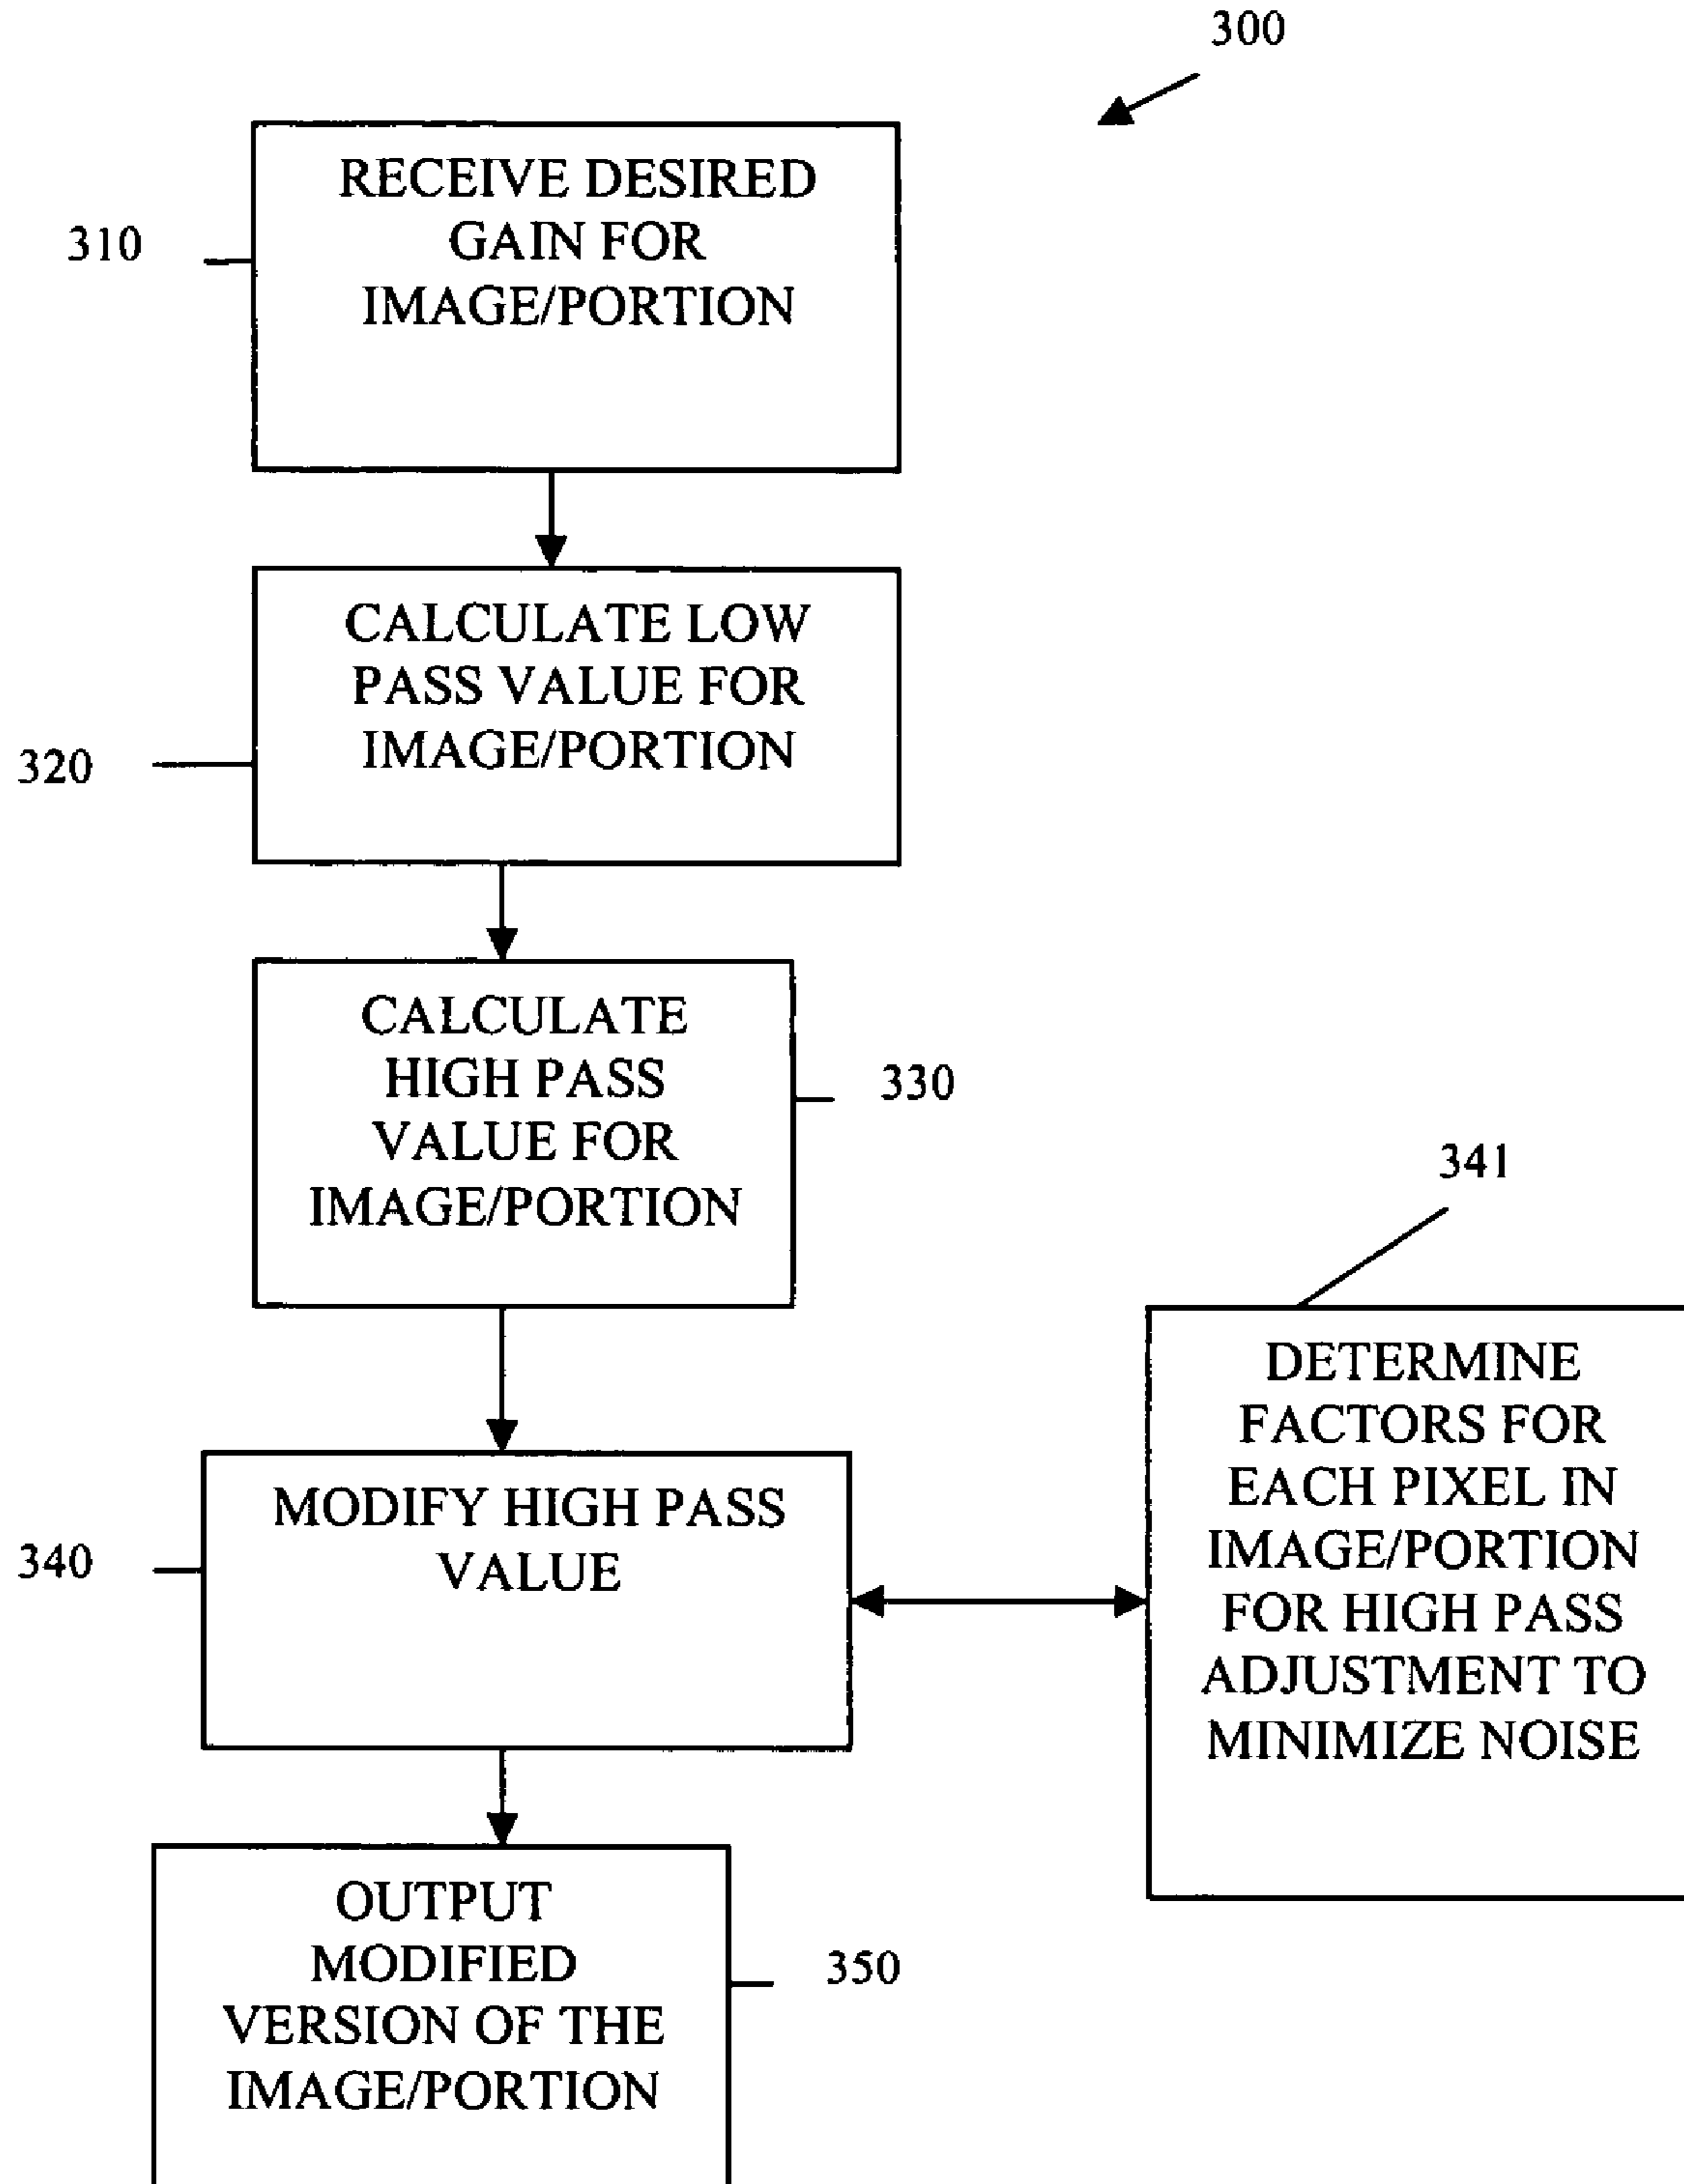 300
RECEIVE DESIRED
GAIN FOR
IMAGE/PORTION
310
CALCULATE LOW
PASS VALUE FOR
IMAGE/PORTION
320
CALCULATE
HIGH PASS
VALUE FOR
IMAGE/PORTION
330
341
DETERMINE
FACTORS FOR
EACH PIXEL IN
IMAGE/PORTION
FOR HIGH PASS
ADJUSTMENT TO
MINIMIZE NOISE
MODIFY HIGH PASS
VALUE
340
OUTPUT
MODIFIED
VERSION OF THE
IMAGE/PORTION
350